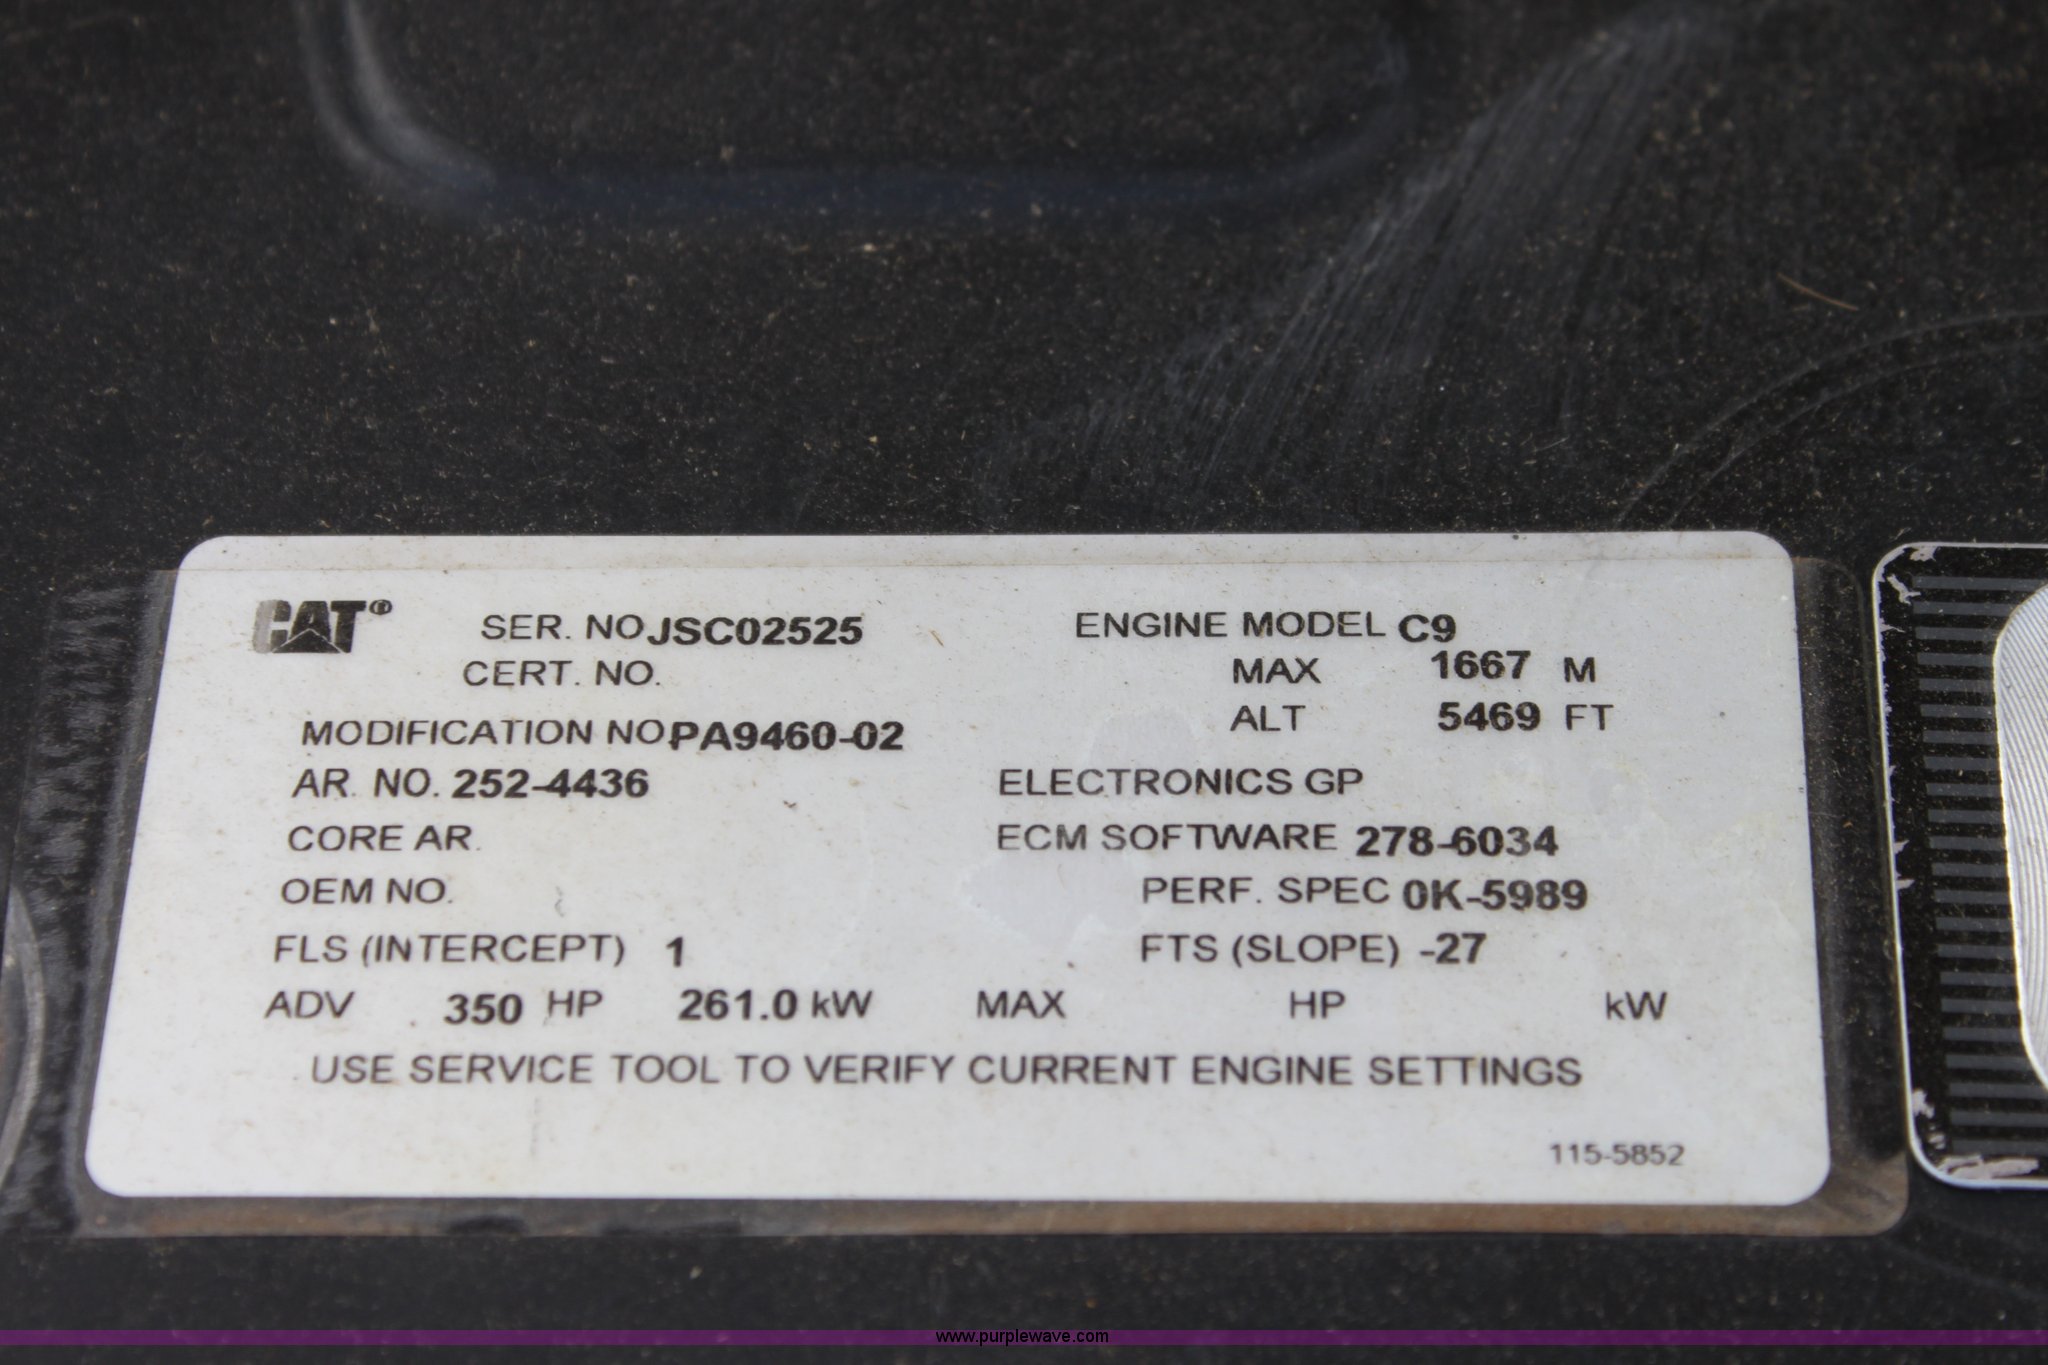 CAT® SER. NO. JSC02525 ENGINE MODEL C9
CERT. NO. MAX 1667 M
ALT 5469 FT
MODIFICATION NO. PA9460-02
AR. NO. 252-4436 ELECTRONICS GP
CORE AR. ECM SOFTWARE 278-6034
OEM NO. PERF. SPEC 0K-5989
FLS (INTERCEPT) 1 FTS (SLOPE) -27
ADV 350 HP 261.0 kW MAX HP kW
USE SERVICE TOOL TO VERIFY CURRENT ENGINE SETTINGS
115-5852
www.purplewave.com